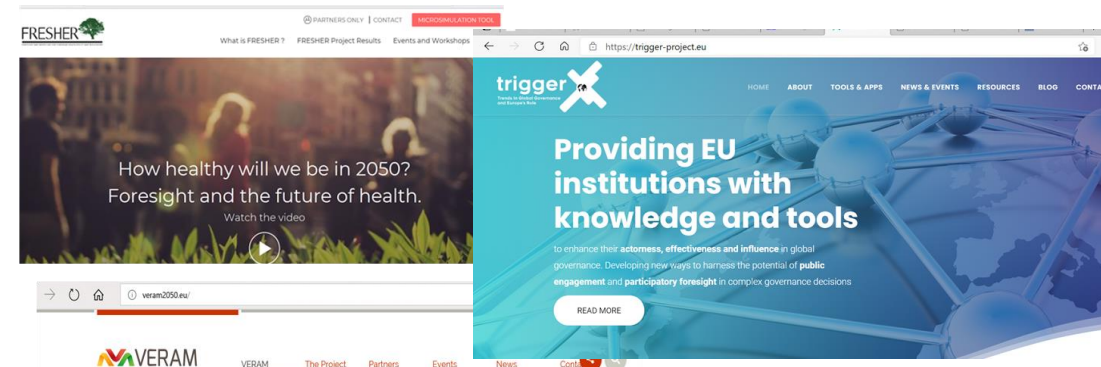 PARTNERS ONLY | CONTACT MICROSIMULATION TOOL
FRESHER
What is FRESHER ? FRESHER Project Results Events and Workshops
How healthy will we be in 2050?
Foresight and the future of health.
Watch the video
veram2050.eu/
VERAM
VERAM The Project Partners Events News Conta
https://trigger-project.eu
trigger
Trends in Global Governance
and Europe's Role
HOME ABOUT TOOLS & APPS NEWS & EVENTS RESOURCES BLOG CONTA
Providing EU
institutions with
knowledge and tools
to enhance their actorness, effectiveness and influence in global
governance. Developing new ways to harness the potential of public
engagement and participatory foresight in complex governance decisions
READ MORE